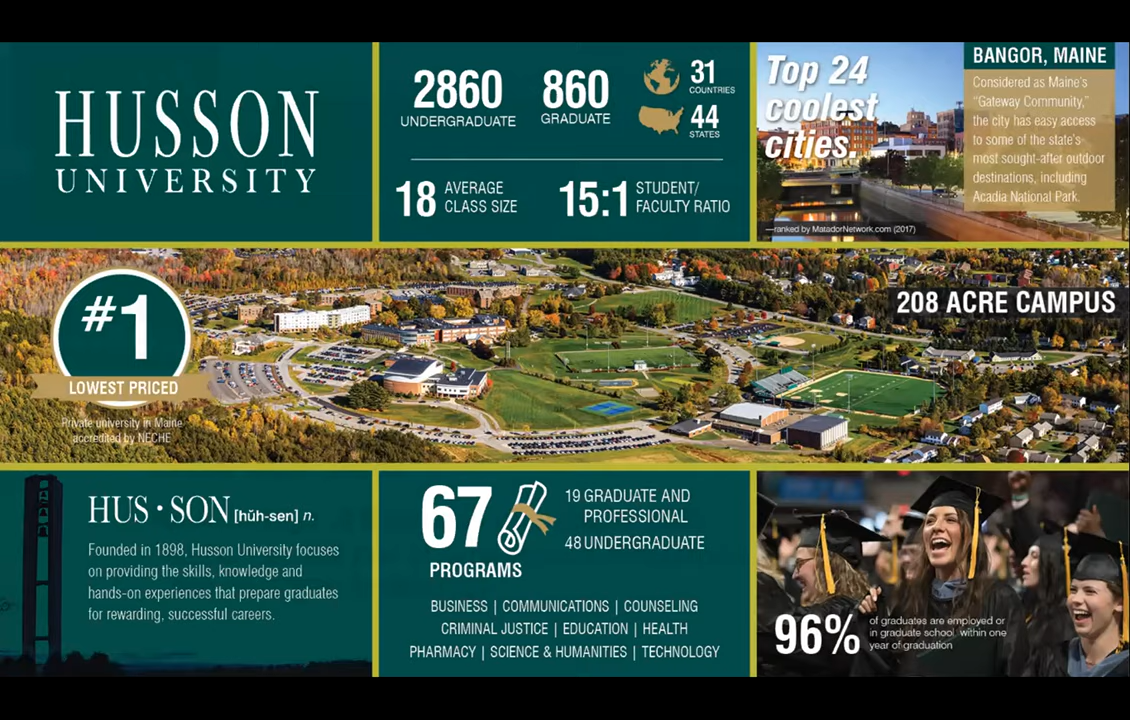 HUSSON
UNIVERSITY
2860
UNDERGRADUATE
860
GRADUATE
31
COUNTRIES
44
STATES
18 AVERAGE
CLASS SIZE
15:1 STUDENT/
FACULTY RATIO
Top 24
coolest
cities
—ranked by MatadorNetwork.com (2017)
BANGOR, MAINE
Considered as Maine's
"Gateway Community,"
the city has easy access
to some of the state's
most sought-after outdoor
destinations, including
Acadia National Park.
#1
LOWEST PRICED
Private university in Maine
accredited by NECHE
208 ACRE CAMPUS
HUS · SON [hüh-sen] n.
Founded in 1898, Husson University focuses
on providing the skills, knowledge and
hands-on experiences that prepare graduates
for rewarding, successful careers.
67
PROGRAMS
19 GRADUATE AND
PROFESSIONAL
48 UNDERGRADUATE
BUSINESS | COMMUNICATIONS | COUNSELING
CRIMINAL JUSTICE | EDUCATION | HEALTH
PHARMACY | SCIENCE & HUMANITIES | TECHNOLOGY
96%
of graduates are employed or
in graduate school within one
year of graduation